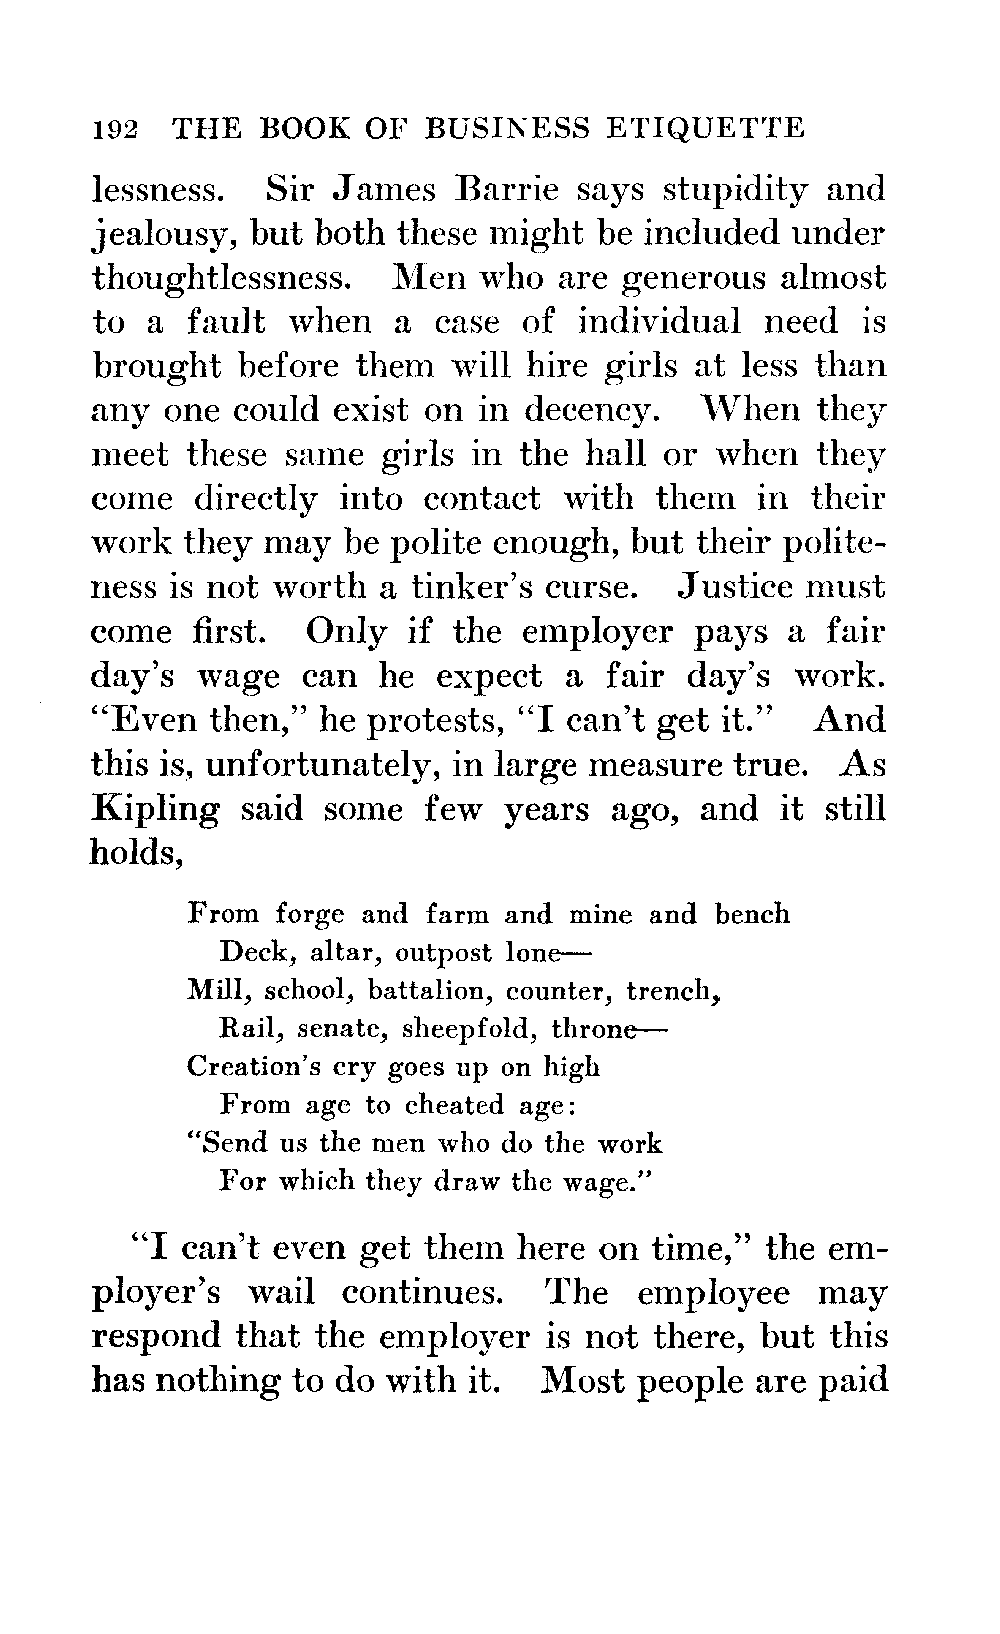 192 THE BOOK OF BUSINESS ETIQUETTE
lessness. Sir James Barrie says stupidity and
jealousy, but both these might be included under
thoughtlessness. Men who are generous almost
to a fault when a case of individual need is
brought before them will hire girls at less than
any one could exist on in decency. When they
meet these same girls in the hall or when they
come directly into contact with them in their
work they may be polite enough, but their polite-
ness is not worth a tinker's curse. Justice must
come first. Only if the employer pays a fair
day's wage can he expect a fair day's work.
"Even then," he protests, "I can't get it." And
this is, unfortunately, in large measure true. As
Kipling said some few years ago, and it still
holds,
From forge and farm and mine and bench
Deck, altar, outpost lone—
Mill, school, battalion, counter, trench,
Rail, senate, sheepfold, throne—
Creation's cry goes up on high
From age to cheated age:
"Send us the men who do the work
For which they draw the wage."
"I can't even get them here on time," the em-
ployer's wail continues. The employee may
respond that the employer is not there, but this
has nothing to do with it. Most people are paid